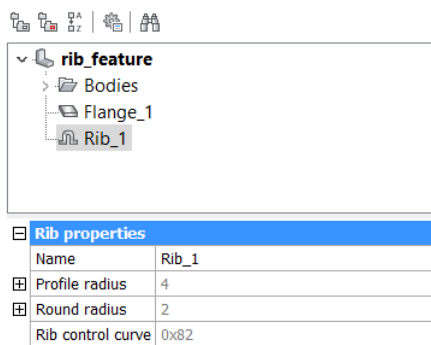 rib_feature
Bodies
Flange_1
Rib_1
Rib properties
Name Rib_1
Profile radius 4
Round radius 2
Rib control curve 0x82